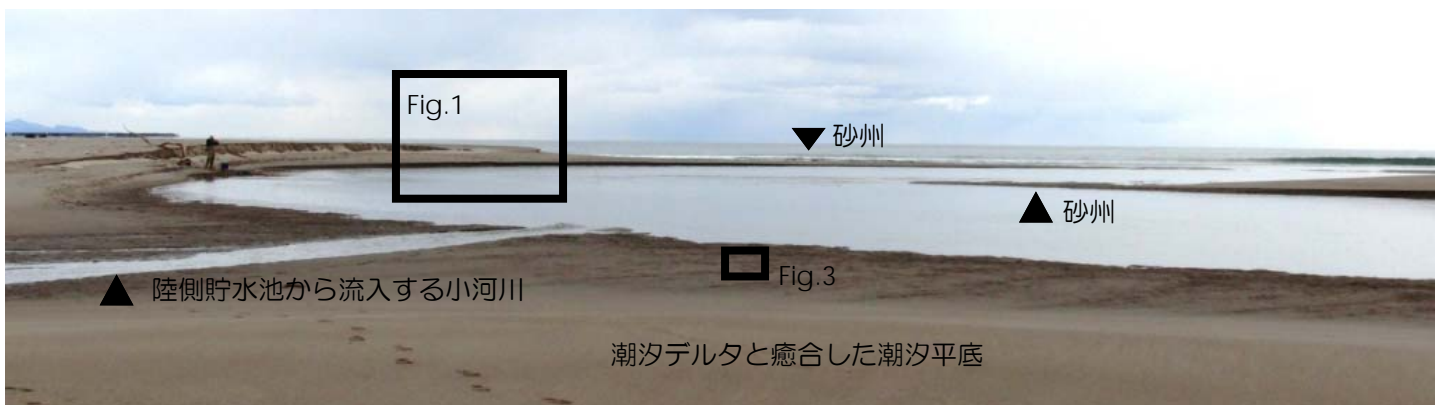 Fig.1
▼ 砂州
▲ 砂州
Fig.3
▲ 陸側貯水池から流入する小河川
潮汐デルタと癒合した潮汐平底